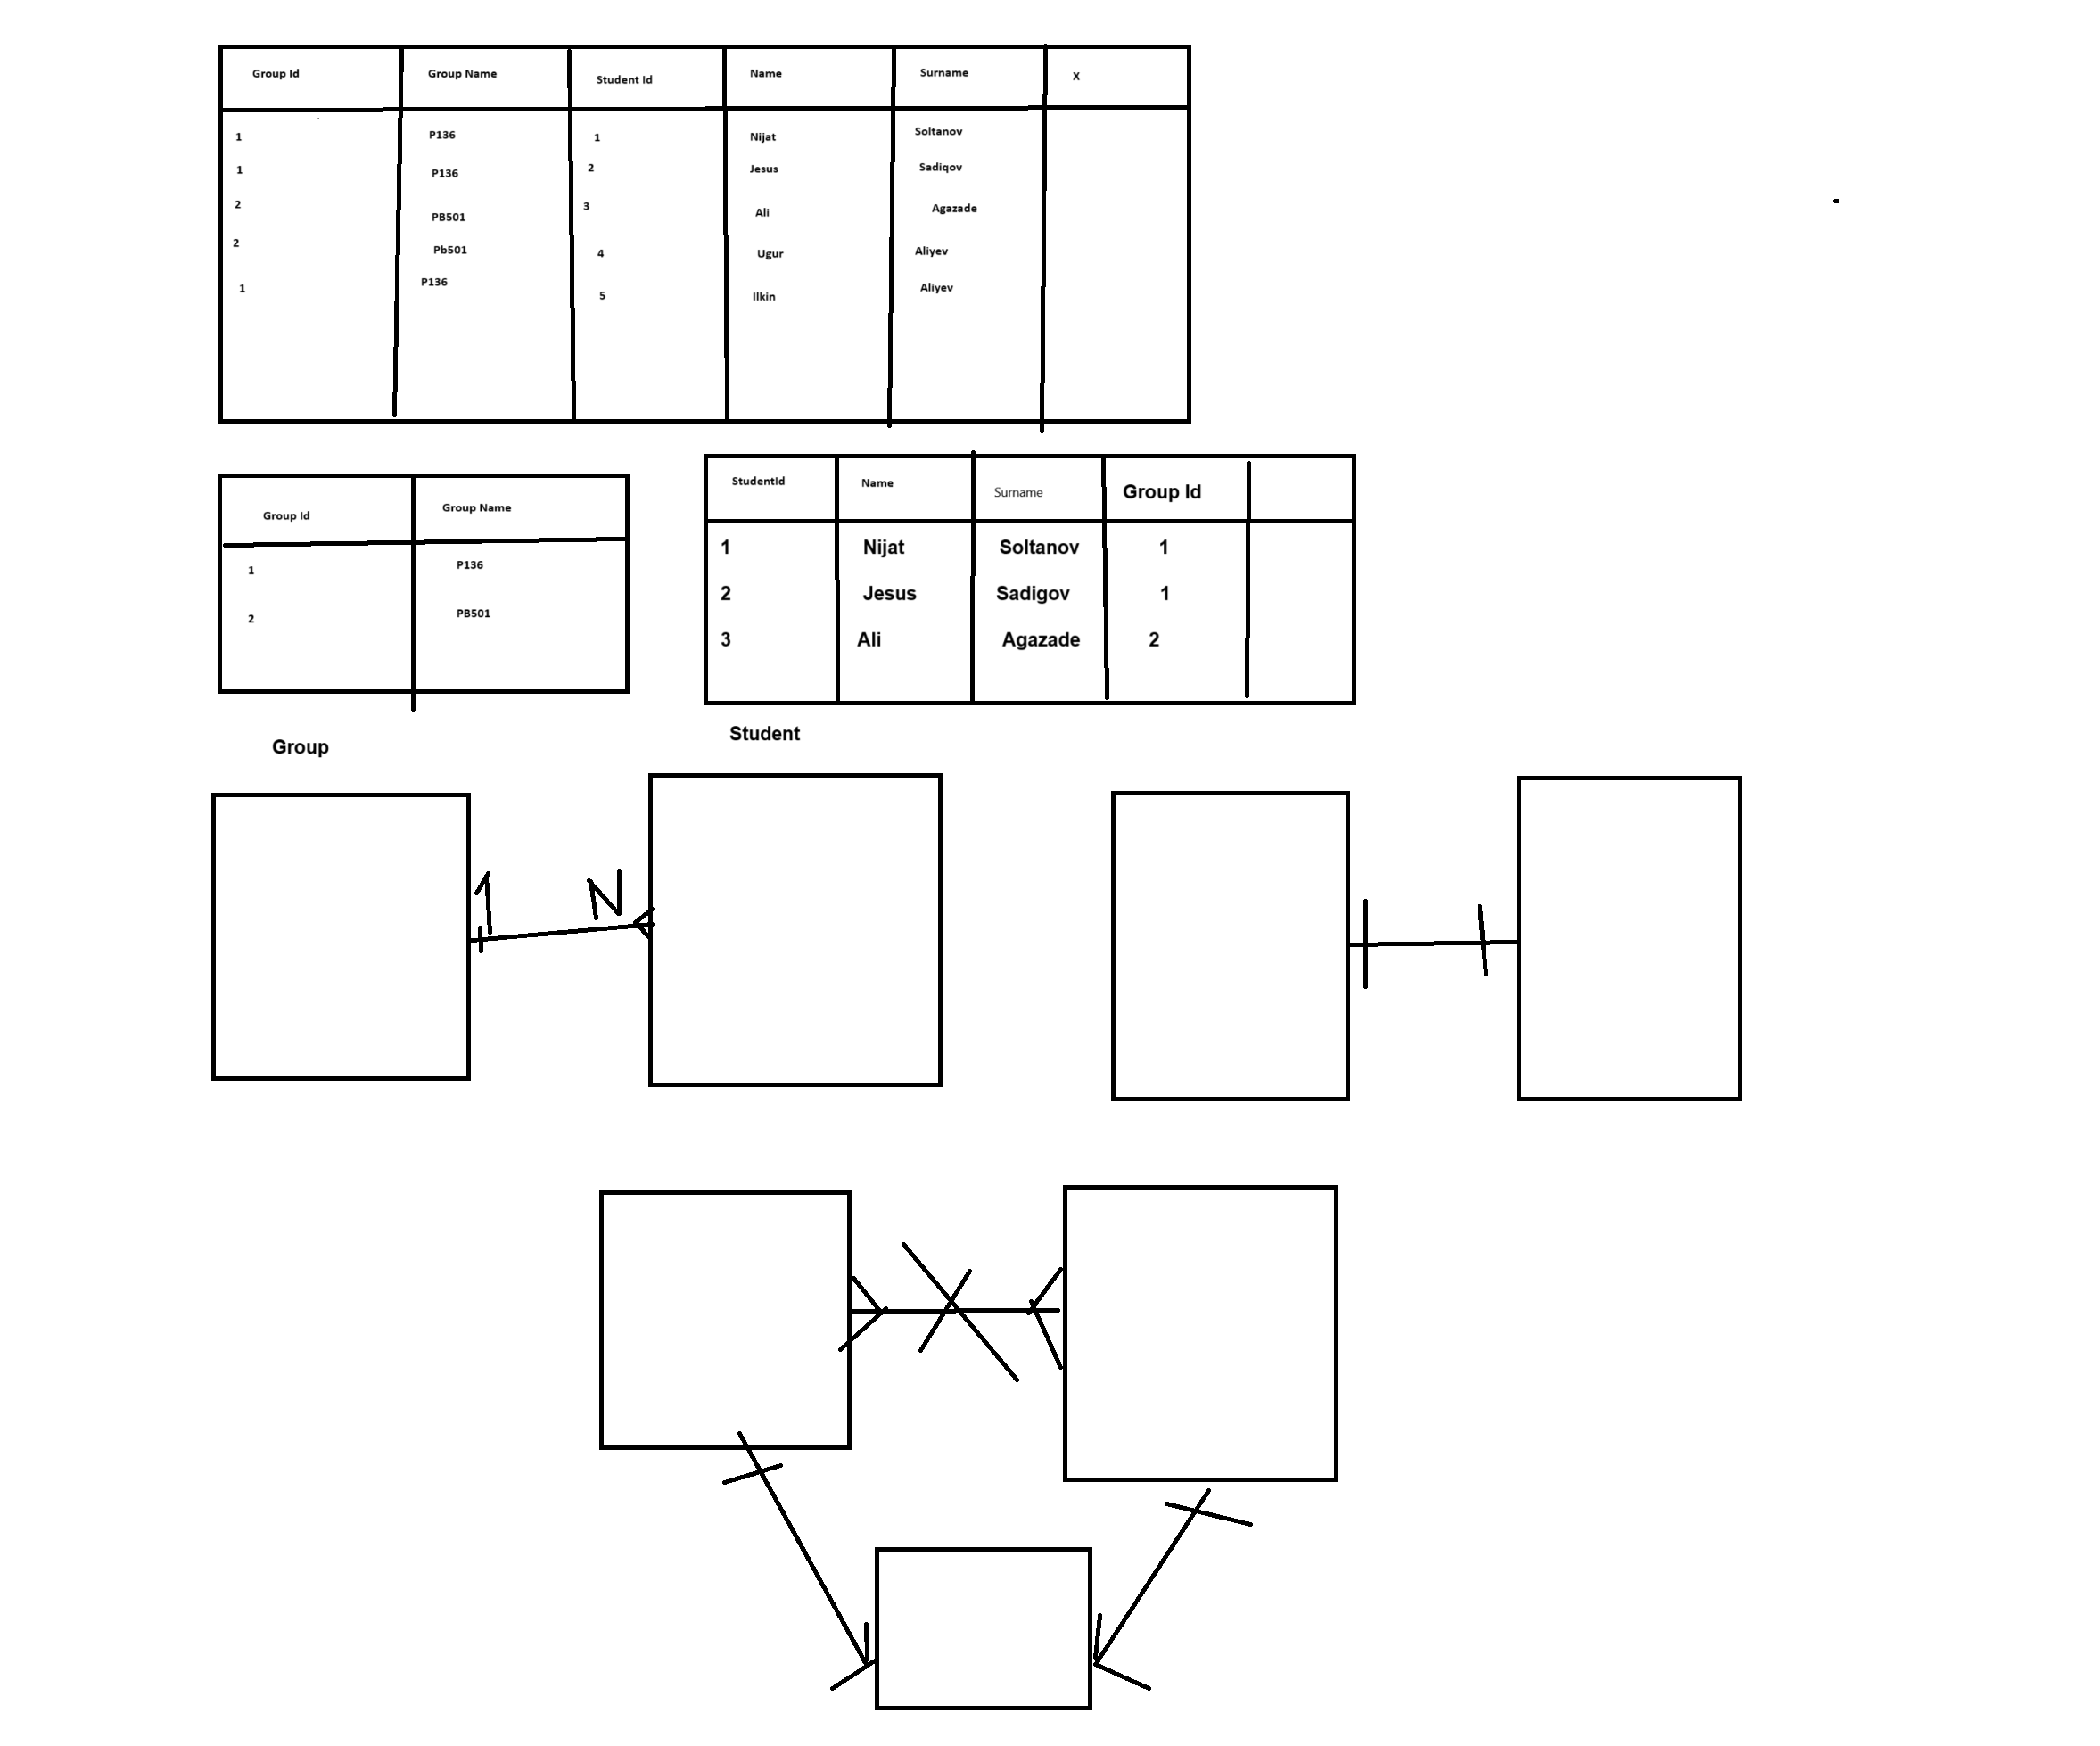 Group Id Group Name Student Id Name Surname X
1 P136 1 Nijat Soltanov
1 P136 2 Jesus Sadiqov
2 PB501 3 Ali Agazade
2 Pb501 4 Ugur Aliyev
1 P136 5 Ilkin Aliyev
Group Id Group Name
1 P136
2 PB501
StudentId Name Surname Group Id
1 Nijat Soltanov 1
2 Jesus Sadigov 1
3 Ali Agazade 2
Group
Student
1 N